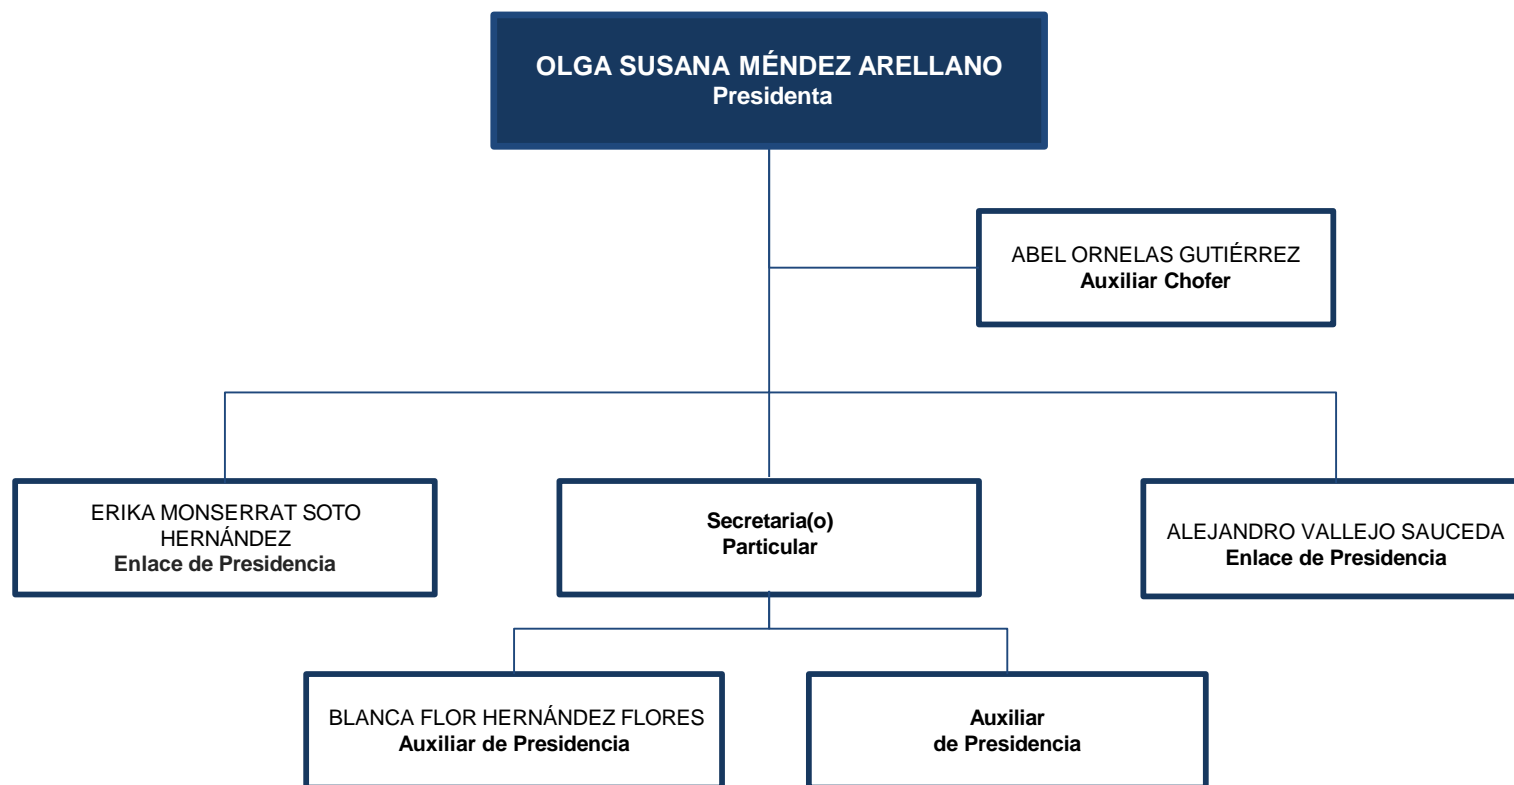 OLGA SUSANA MÉNDEZ ARELLANO
Presidenta
ABEL ORNELAS GUTIÉRREZ
Auxiliar Chofer
ERIKA MONSERRAT SOTO
HERNÁNDEZ
Enlace de Presidencia
Secretaria(o)
Particular
ALEJANDRO VALLEJO SAUCEDA
Enlace de Presidencia
BLANCA FLOR HERNÁNDEZ FLORES
Auxiliar de Presidencia
Auxiliar
de Presidencia